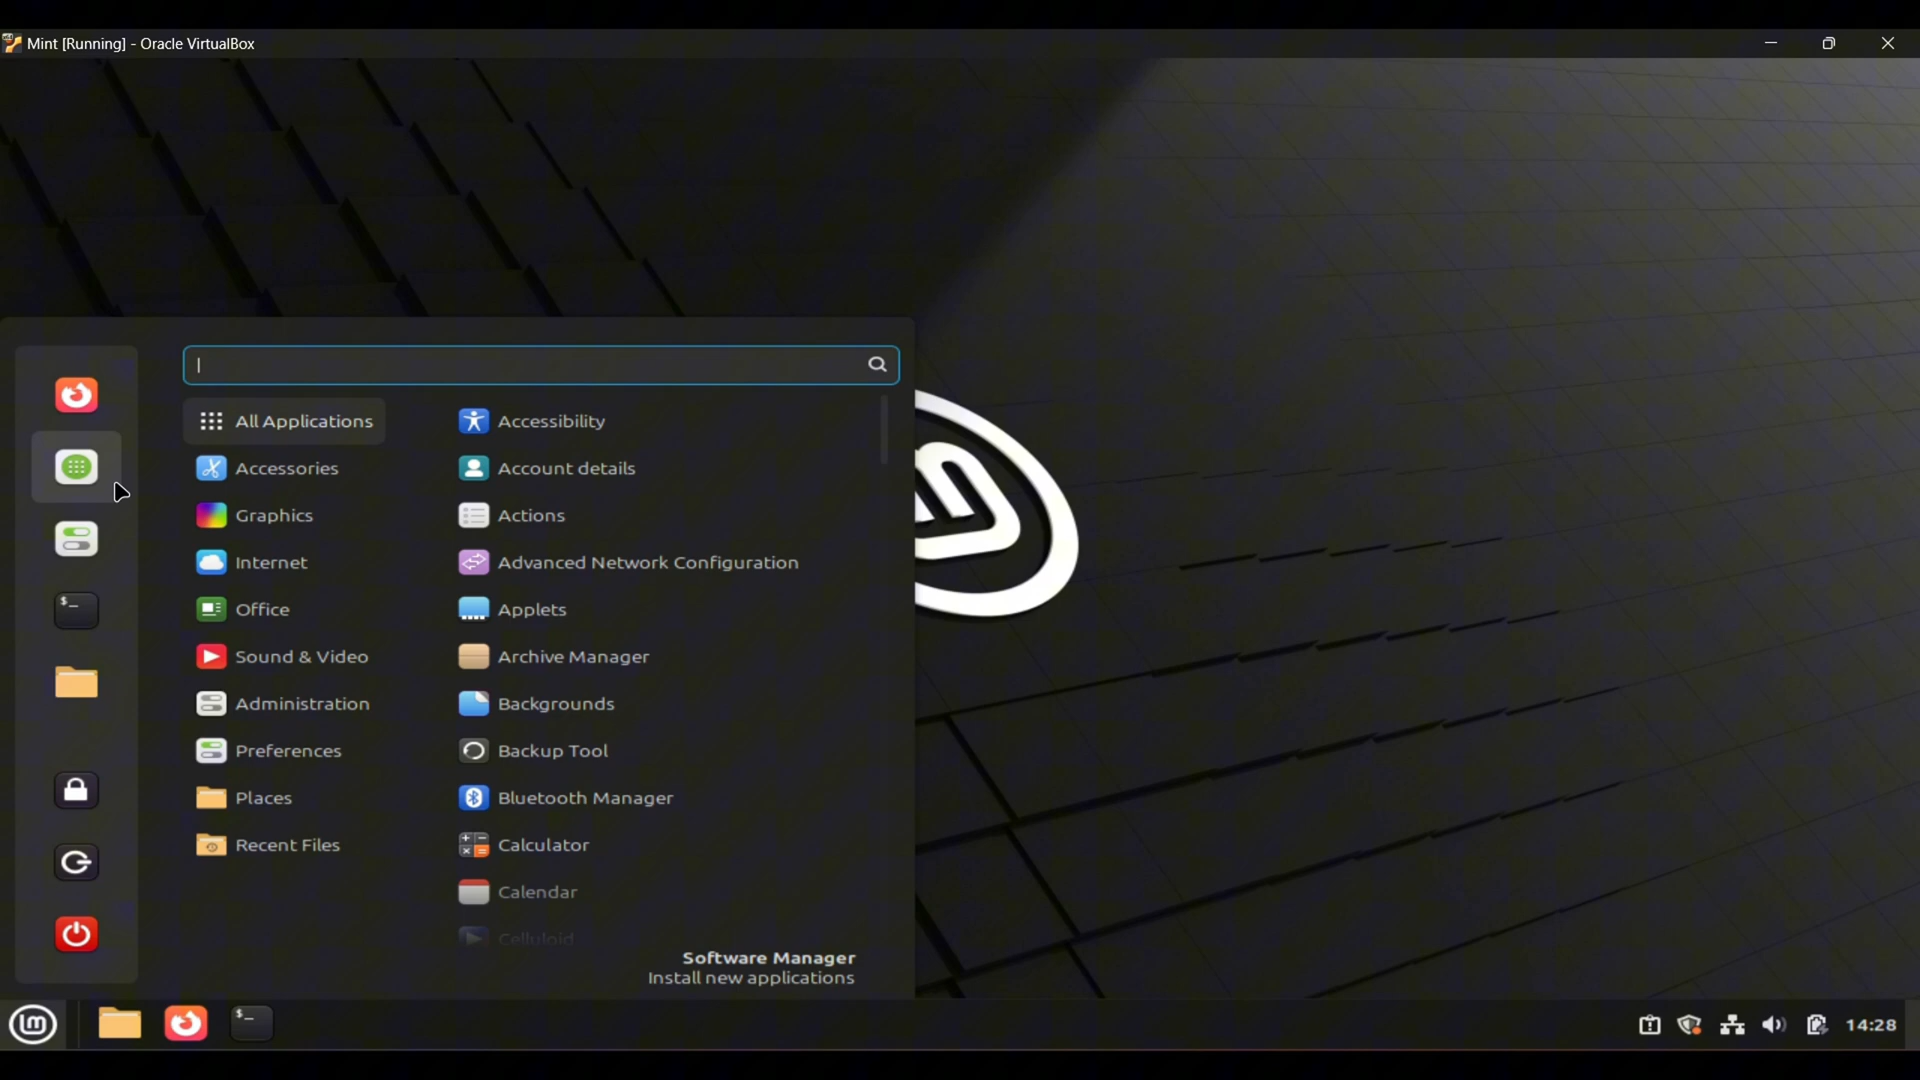 Mint [Running] - Oracle VirtualBox
All Applications
Accessories
Graphics
Internet
Office
Sound & Video
Administration
Preferences
Places
Recent Files
Accessibility
Account details
Actions
Advanced Network Configuration
Applets
Archive Manager
Backgrounds
Backup Tool
Bluetooth Manager
Calculator
Calendar
Celluloid
Software Manager
Install new applications
14:28